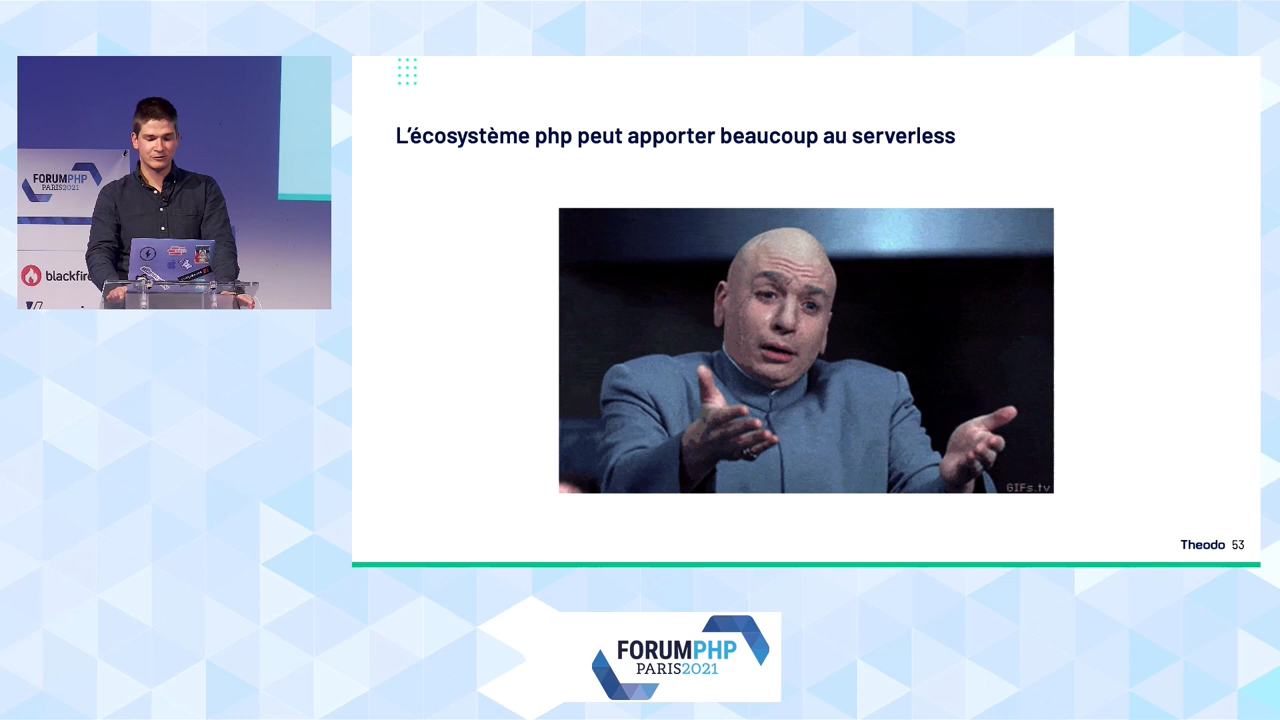 L'écosystème php peut apporter beaucoup au serverless
FORUMPHP
PARIS2021
blackfire
GIFs.tv
Theodo 53
FORUMPHP
PARIS2021